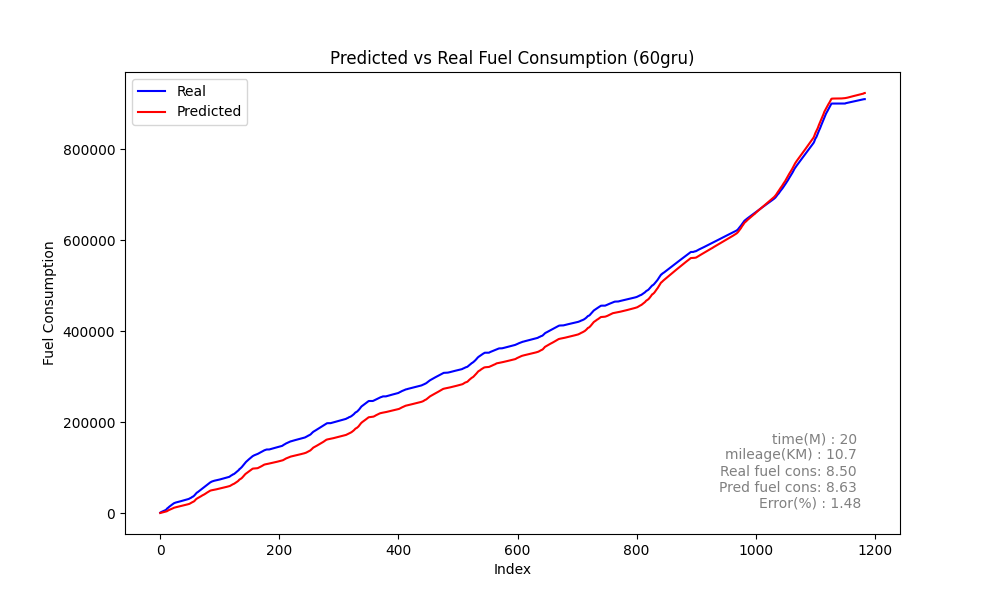 Predicted vs Real Fuel Consumption (60gru)
Real
Predicted
800000
600000
400000
200000
0
Fuel Consumption
time(M) : 20
mileage(KM) : 10.7
Real fuel cons: 8.50
Pred fuel cons: 8.63
Error(%) : 1.48
0 200 400 600 800 1000 1200
Index